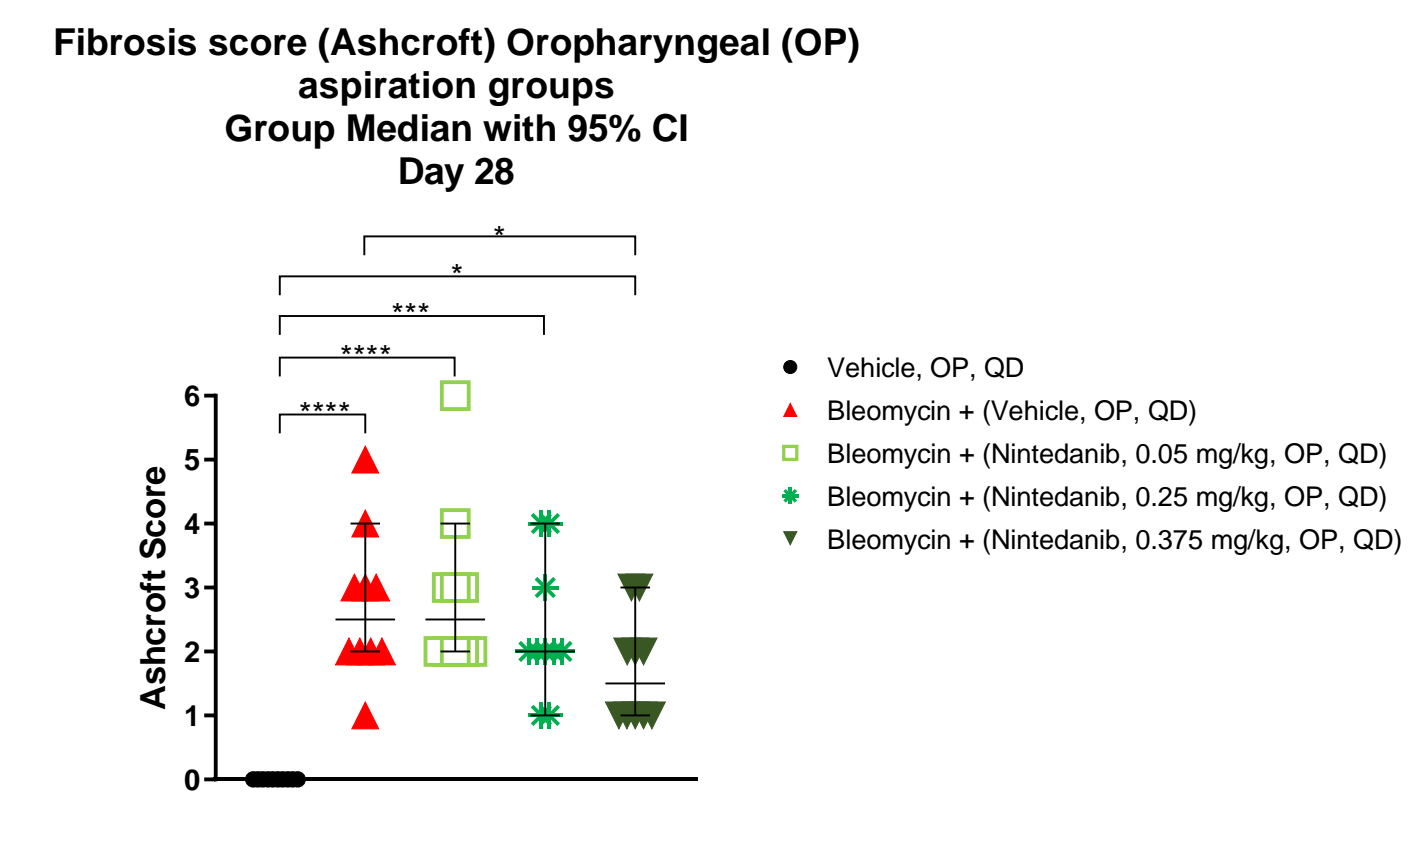 Fibrosis score (Ashcroft) Oropharyngeal (OP)
aspiration groups
Group Median with 95% CI
Day 28
*
*
***
****
****
6
5
4
3
2
1
0
Ashcroft Score
Vehicle, OP, QD
Bleomycin + (Vehicle, OP, QD)
Bleomycin + (Nintedanib, 0.05 mg/kg, OP, QD)
Bleomycin + (Nintedanib, 0.25 mg/kg, OP, QD)
Bleomycin + (Nintedanib, 0.375 mg/kg, OP, QD)